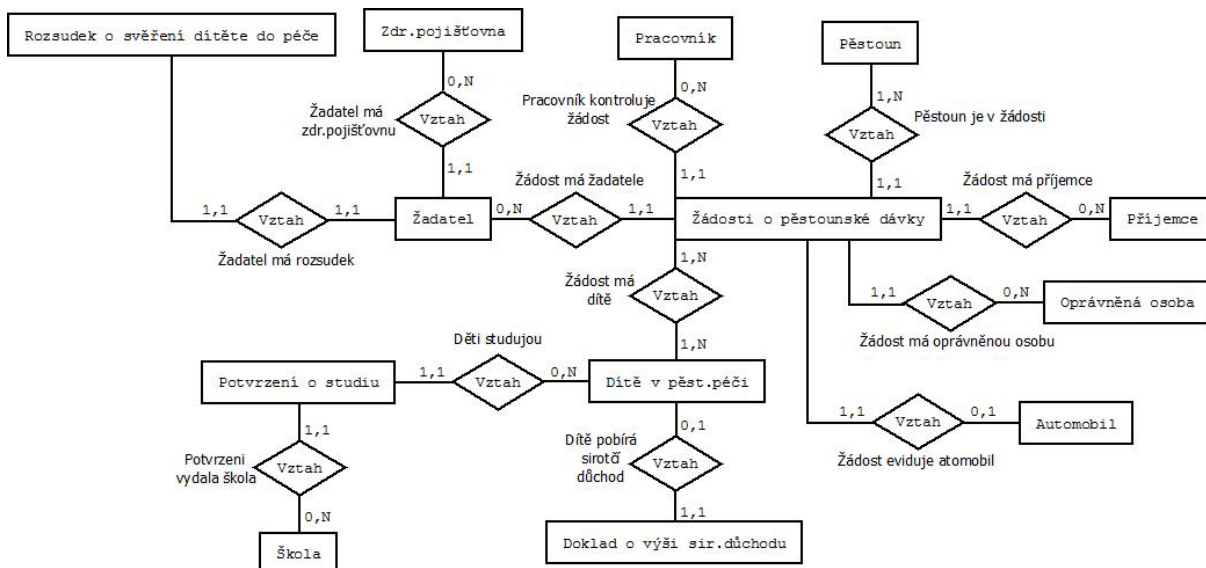 Rozsudek o svěření dítěte do péče
Zdr.pojišťovna
Pracovník
Pěstoun
0,N
0,N
1,N
Žadatel má
zdr.pojišťovnu
Vztah
Pracovník kontroluje
žádost
Vztah
Vztah
Pěstoun je v žádosti
1,1
1,1
1,1
Žádost má žadatele
Žádost má příjemce
1,1
Vztah
1,1
Žadatel
0,N
Vztah
1,1
Žádosti o pěstounské dávky
1,1
Vztah
0,N
Příjemce
Žadatel má rozsudek
1,N
Žádost má
dítě
Vztah
1,1
Vztah
0,N
Oprávněná osoba
Žádost má oprávněnou osobu
Děti studujou
1,N
Potvrzení o studiu
1,1
Vztah
0,N
Dítě v pěst.péči
1,1
Vztah
0,1
Automobil
Žádost eviduje atomobil
1,1
0,1
Potvrzeni
vydala škola
Vztah
Dítě pobírá
sirotčí
důchod
Vztah
0,N
1,1
Škola
Doklad o výši sir.důchodu